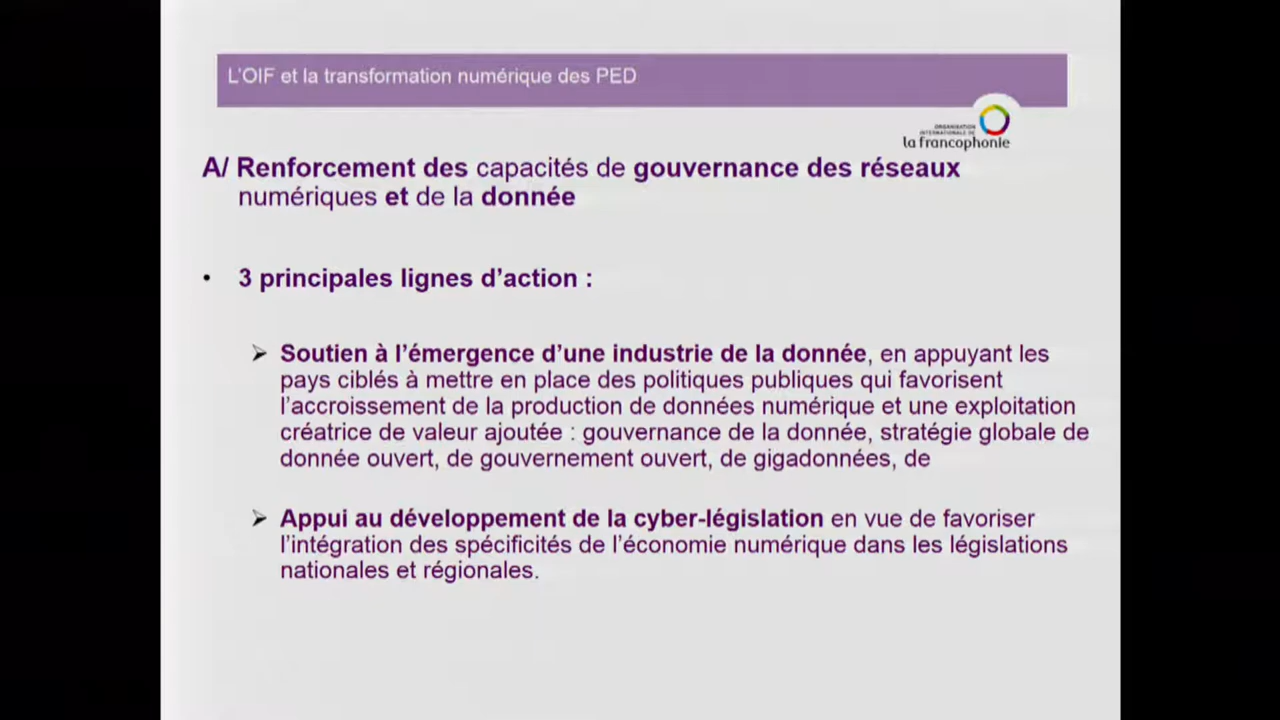 L'OIF et la transformation numérique des PED
ORGANISATION
INTERNATIONALE DE
la francophonie
A/ Renforcement des capacités de gouvernance des réseaux
numériques et de la donnée
• 3 principales lignes d'action :
➢ Soutien à l'émergence d'une industrie de la donnée, en appuyant les
pays ciblés à mettre en place des politiques publiques qui favorisent
l'accroissement de la production de données numérique et une exploitation
créatrice de valeur ajoutée : gouvernance de la donnée, stratégie globale de
donnée ouvert, de gouvernement ouvert, de gigadonnées, de
➢ Appui au développement de la cyber-législation en vue de favoriser
l'intégration des spécificités de l'économie numérique dans les législations
nationales et régionales.